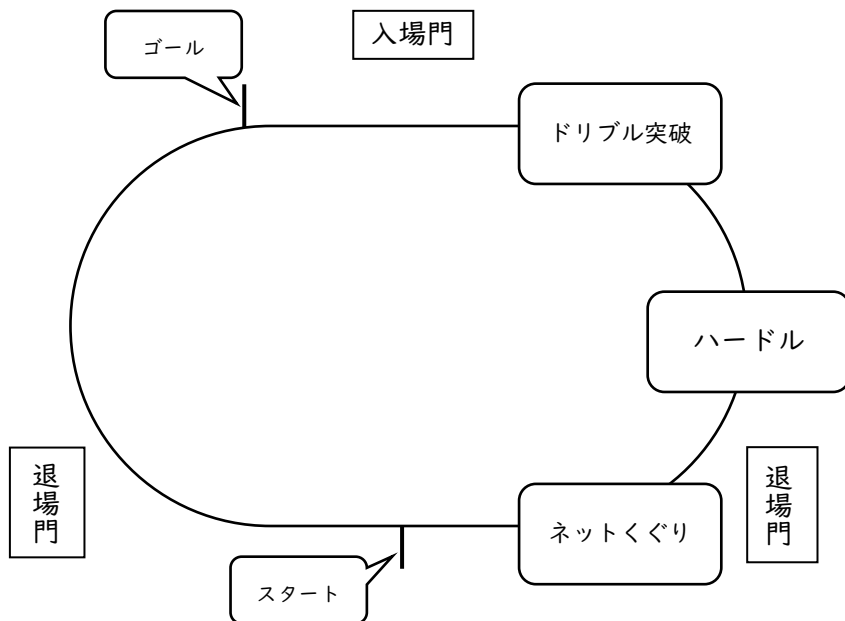 ゴール
入場門
ドリブル突破
ハードル
退場門
退場門
ネットくぐり
スタート